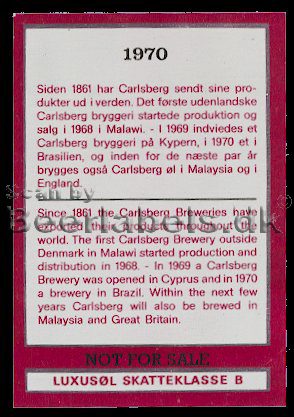 1970
Siden 1861 har Carlsberg sendt sine pro-
dukter ud i verden. Det første udenlandske
Carlsberg bryggeri startede produktion og
salg i 1968 i Malawi. - I 1969 indviedes et
Carlsberg bryggeri på Kypern, i 1970 et i
Brasilien, og inden for de næste par år
brygges også Carlsberg øl i Malaysia og i
England.
Scan by
Beerlabels.dk
Since 1861 the Carlsberg Breweries have
exported their products throughout the
world. The first Carlsberg Brewery outside
Denmark in Malawi started production and
distribution in 1968. - In 1969 a Carlsberg
Brewery was opened in Cyprus and in 1970
a brewery in Brazil. Within the next few
years Carlsberg will also be brewed in
Malaysia and Great Britain.
NOT FOR SALE
LUXUSØL SKATTEKLASSE B